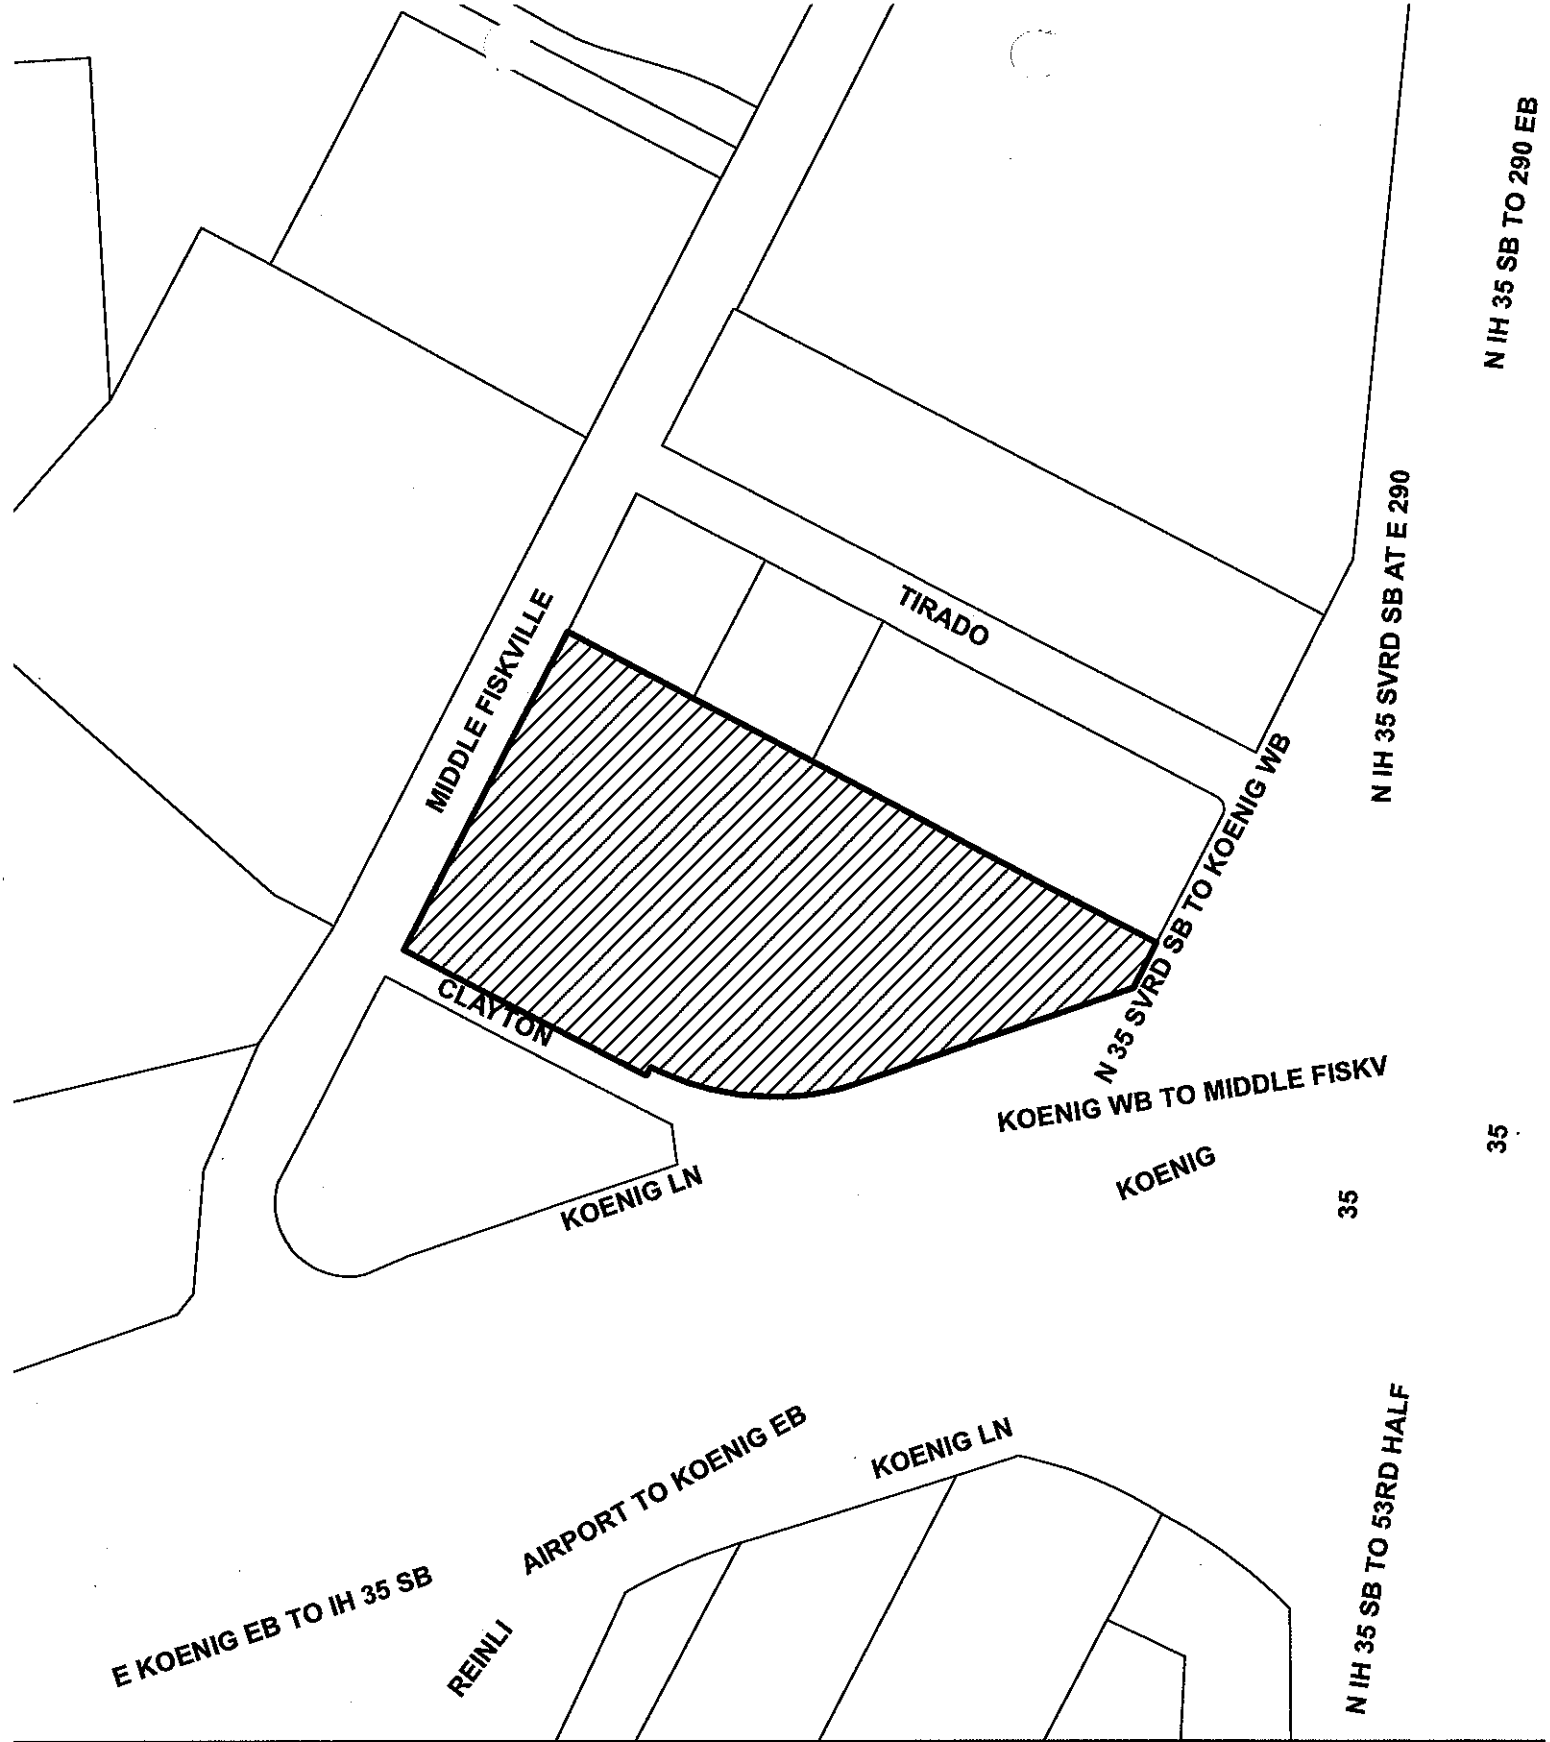 N IH 35 SB TO 290 EB
N IH 35 SVRD SB AT E 290
TIRADO
MIDDLE FISKVILLE
N 35 SVRD SB TO KOENIG WB
CLAYTON
KOENIG WB TO MIDDLE FISKV
35
KOENIG
35
KOENIG LN
N IH 35 SB TO 53RD HALF
KOENIG LN
AIRPORT TO KOENIG EB
E KOENIG EB TO IH 35 SB
REINLI